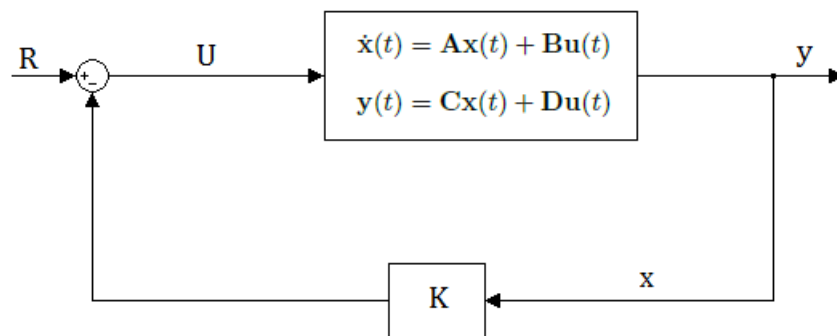 R
+
−
U
ẋ(t) = Ax(t) + Bu(t)
y(t) = Cx(t) + Du(t)
y
K
x